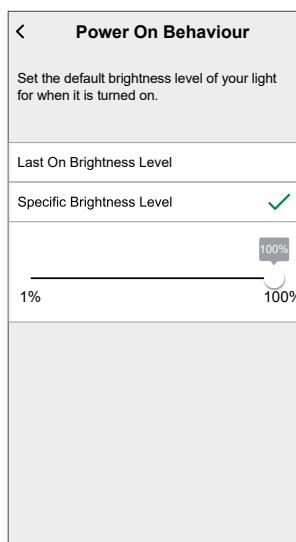 Power On Behaviour
Set the default brightness level of your light
for when it is turned on.
Last On Brightness Level
Specific Brightness Level
100%
1% 100%